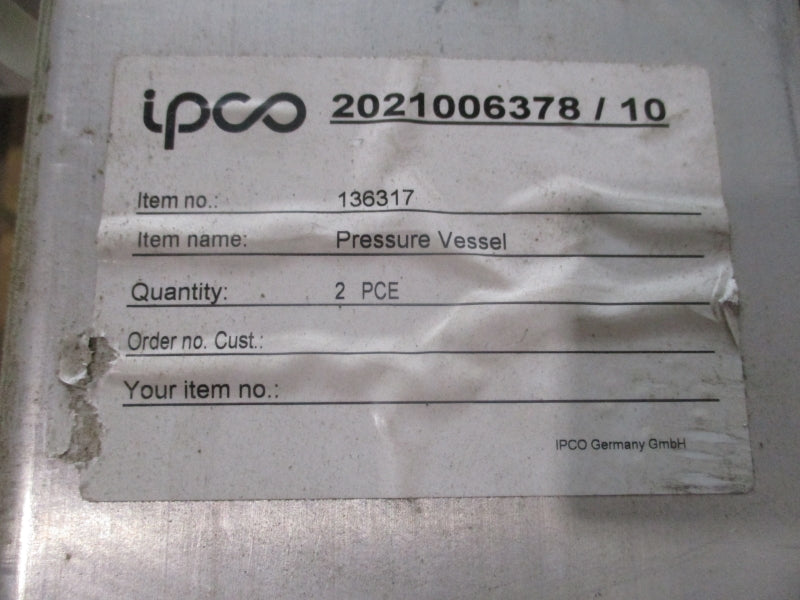 ipco 2021006378 / 10
Item no.: 136317
Item name: Pressure Vessel
Quantity: 2 PCE
Order no. Cust.:
Your item no.:
IPCO Germany GmbH